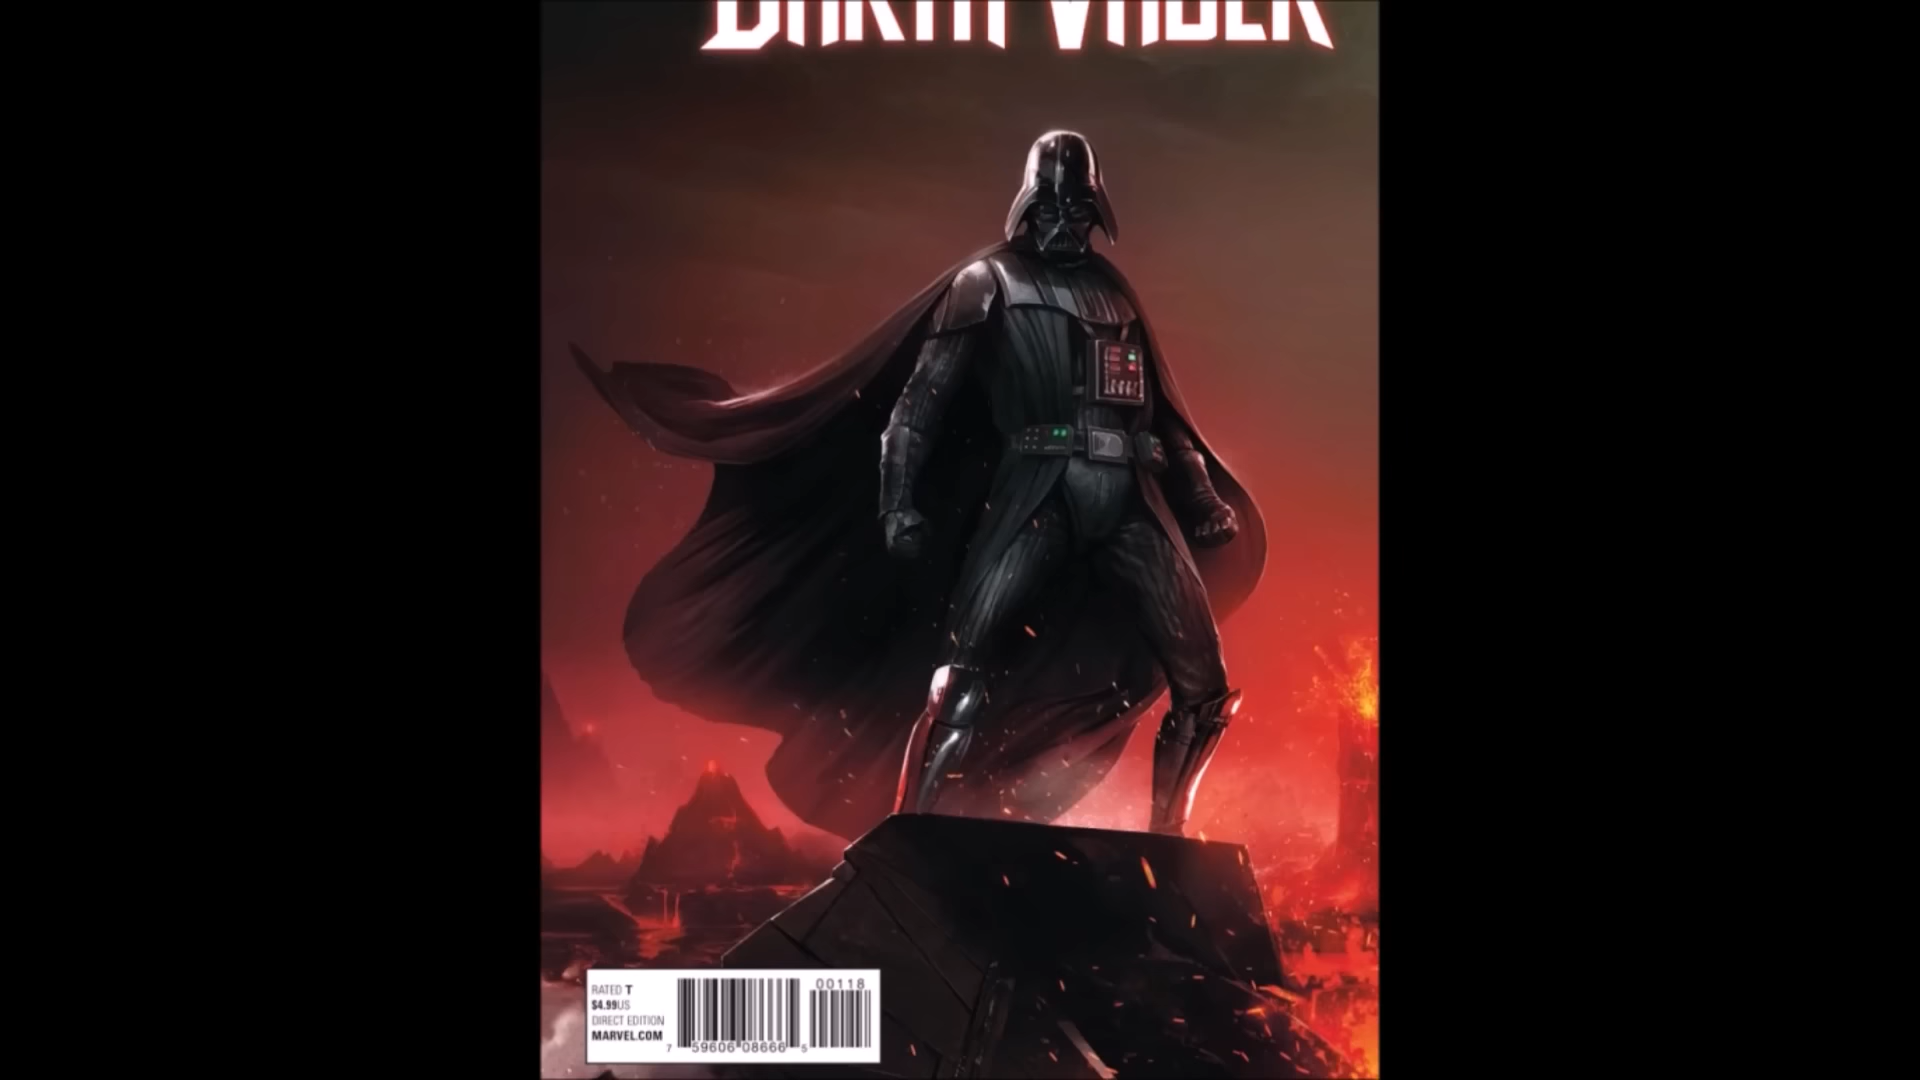 DARTH VADER
RATED T
$4.99US
DIRECT EDITION
MARVEL.COM
00118
7 59606 08666 5